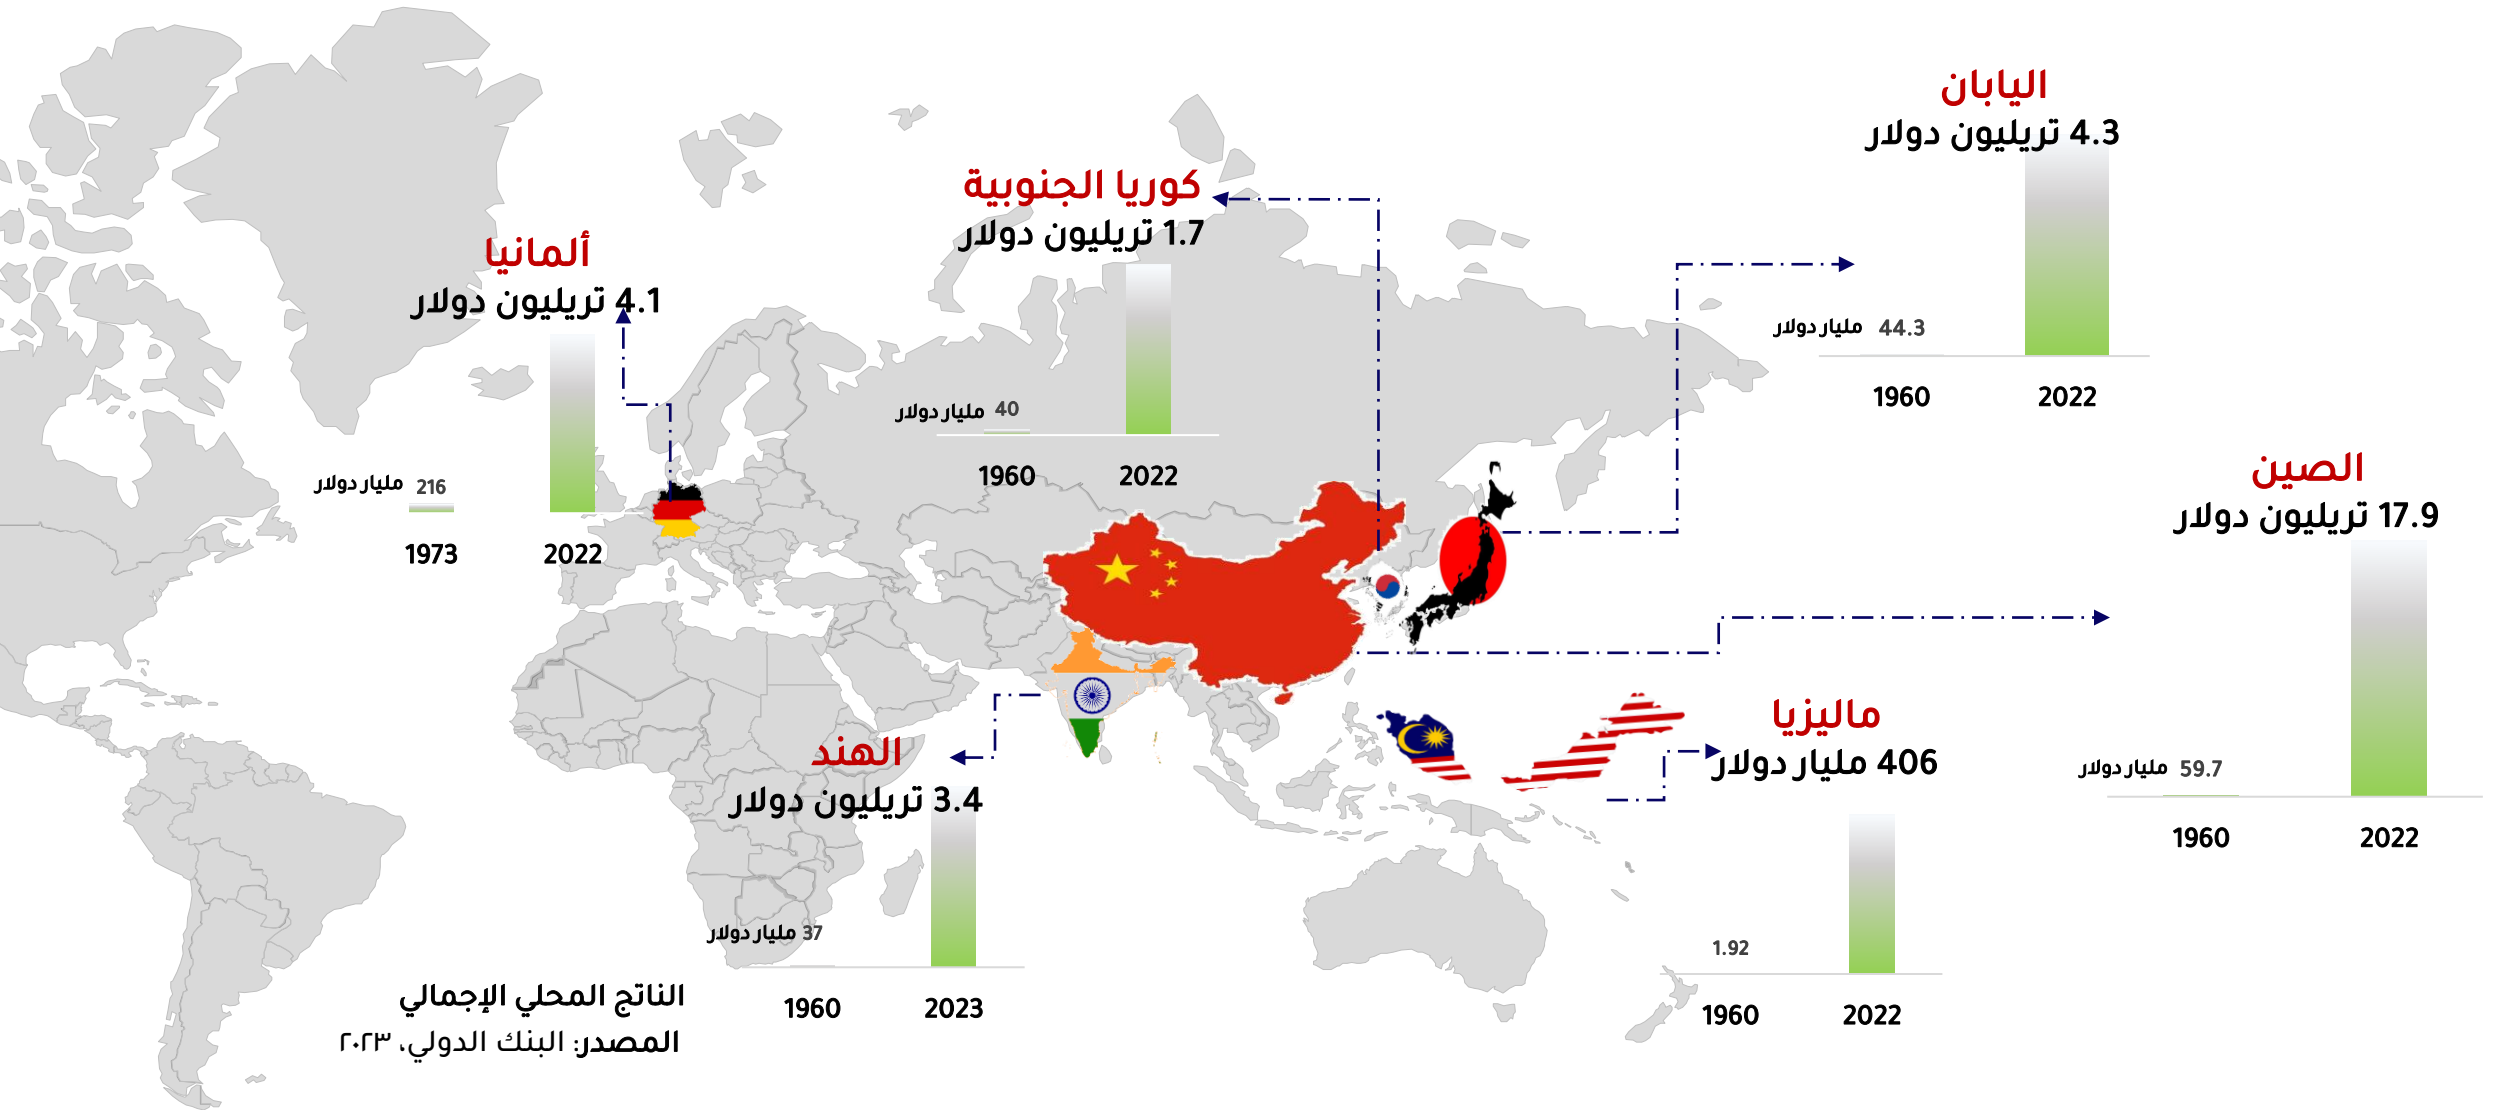 اليابان
4.3 تريليون دولار
44.3 مليار دولار
1960
2022
كوريا الجنوبية
1.7 تريليون دولار
40 مليار دولار
1960
2022
ألمانيا
4.1 تريليون دولار
216 مليار دولار
1973
2022
الصين
17.9 تريليون دولار
59.7 مليار دولار
1960
2022
ماليزيا
406 مليار دولار
1.92
1960
2022
الهند
3.4 تريليون دولار
37 مليار دولار
1960
2023
الناتج المحلي الإجمالي
المصدر: البنك الدولي، ٢٠٢٣